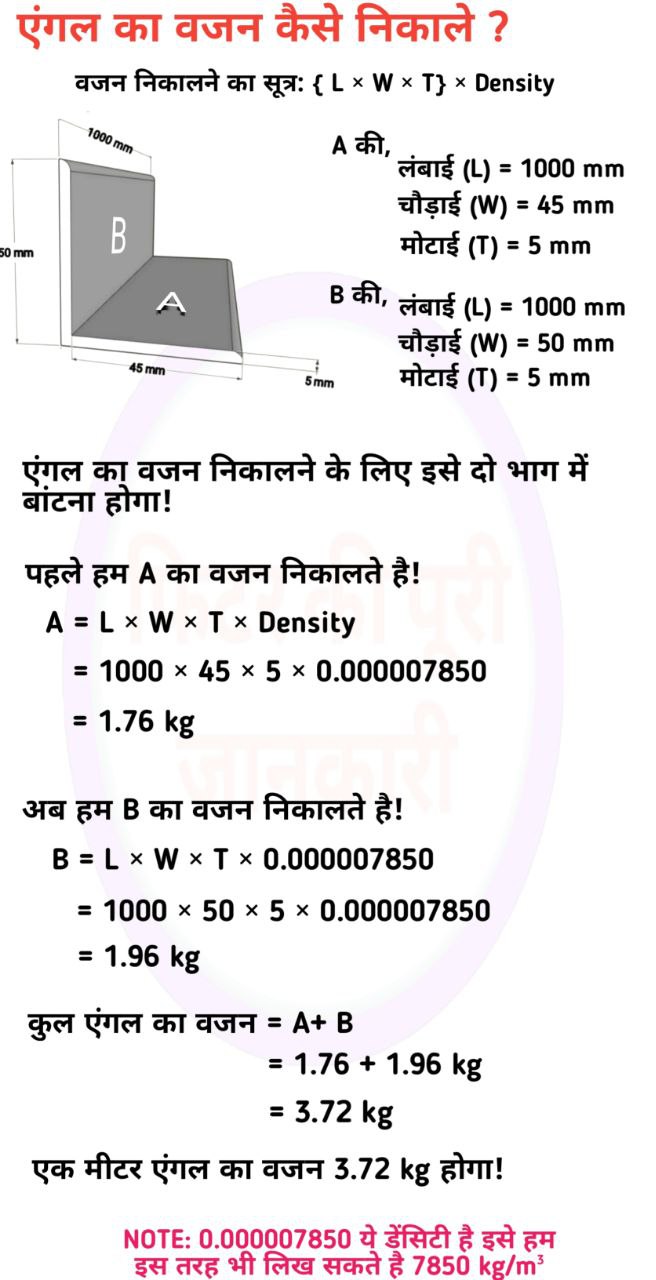 एंगल का वजन कैसे निकाले ?
वजन निकालने का सूत्र: { L × W × T} × Density
1000 mm
B
50 mm
A
45 mm
5 mm
A की,
लंबाई (L) = 1000 mm
चौड़ाई (W) = 45 mm
मोटाई (T) = 5 mm
B की,
लंबाई (L) = 1000 mm
चौड़ाई (W) = 50 mm
मोटाई (T) = 5 mm
एंगल का वजन निकालने के लिए इसे दो भाग में
बांटना होगा!
पहले हम A का वजन निकालते है!
A = L × W × T × Density
= 1000 × 45 × 5 × 0.000007850
= 1.76 kg
अब हम B का वजन निकालते है!
B = L × W × T × 0.000007850
= 1000 × 50 × 5 × 0.000007850
= 1.96 kg
कुल एंगल का वजन = A+ B
= 1.76 + 1.96 kg
= 3.72 kg
एक मीटर एंगल का वजन 3.72 kg होगा!
NOTE: 0.000007850 ये डेंसिटी है इसे हम
इस तरह भी लिख सकते है 7850 kg/m³
फिटर की पूरी
जानकारी